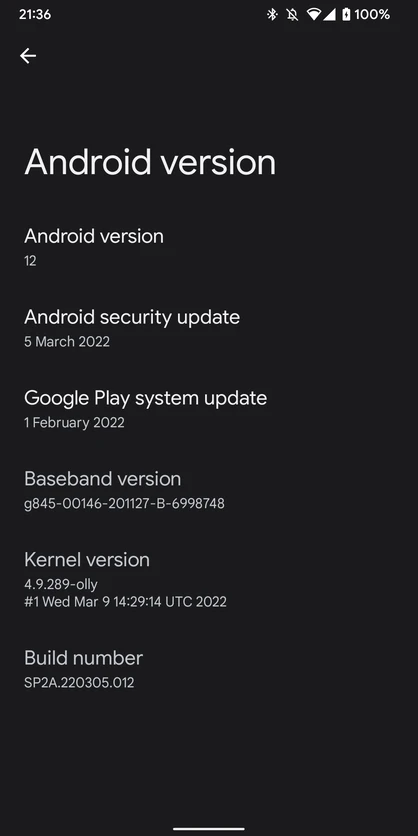 21:36
100%
Android version
Android version
12
Android security update
5 March 2022
Google Play system update
1 February 2022
Baseband version
g845-00146-201127-B-6998748
Kernel version
4.9.289-olly
#1 Wed Mar 9 14:29:14 UTC 2022
Build number
SP2A.220305.012